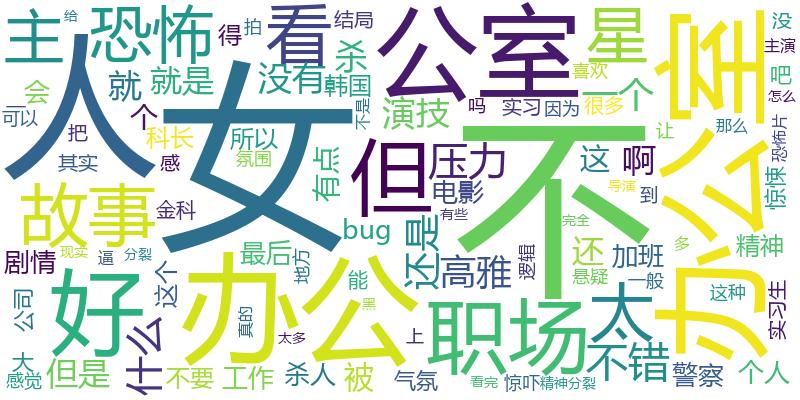 主
恐怖
得
拍
给
结局
看
公室
星
没
主演
喜欢
吧
怎么
人
女
不
办公室
会
就
就是
没有
杀
韩国
一个
可以
把
个
科长
所以
不是
演技
吗
实习
因为
很多
其实
感
氛围
有点
但
压力
这
啊
让
那么
恐怖片
惊悚
故事
金科
电影
有些
导演
到
bug
还是
完全
逻辑
还
多
精神
剧情
现实
逼
分裂
最后
地方
高雅
悬疑
加班
一般
好
这个
办公
能
黑
职场
太
这种
实习生
公司
什么
真的
太多
上
不错
大
感觉
但是
不要
工作
杀人
被
气氛
看完
惊吓
精神分裂
警察
个人